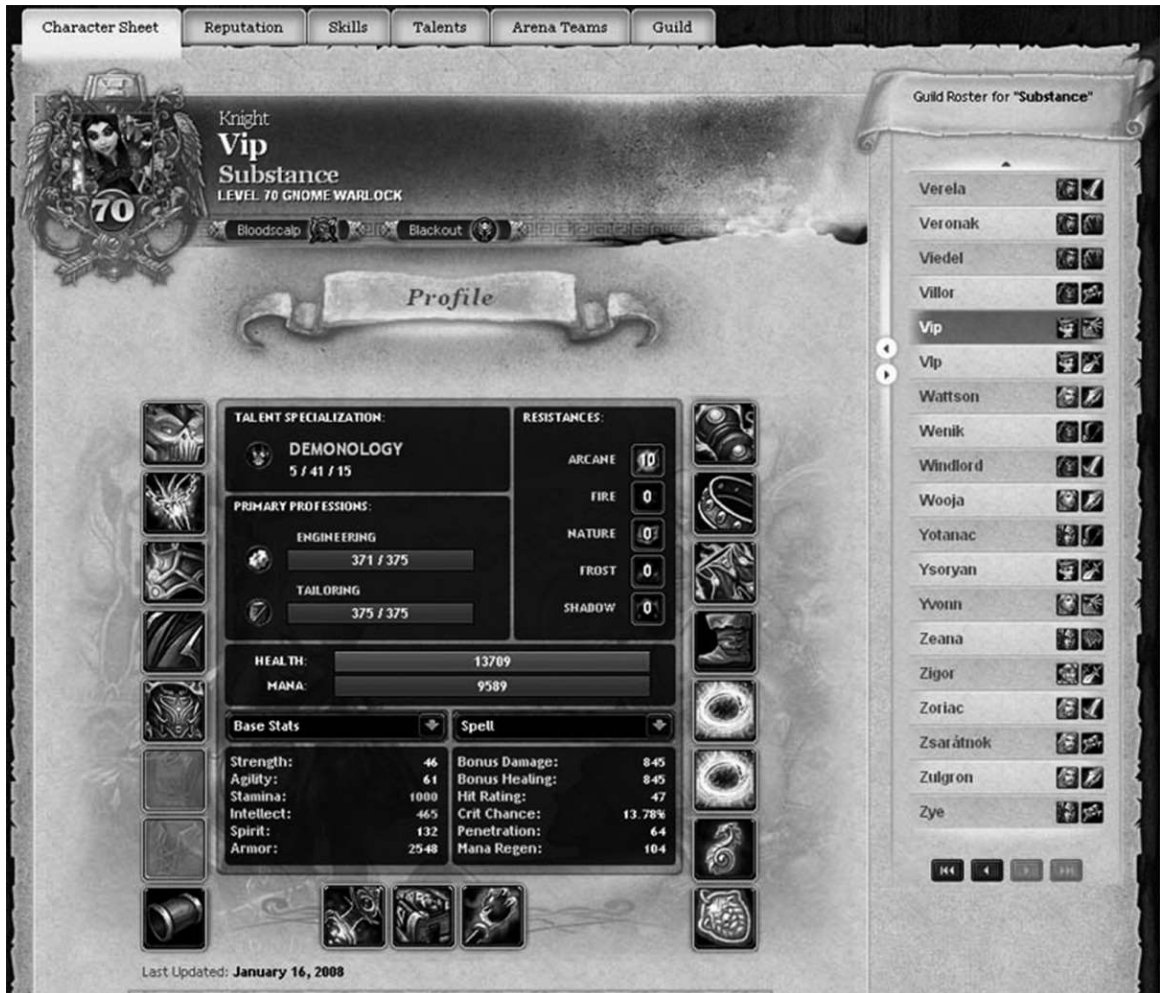 Character Sheet
Reputation
Skills
Talents
Arena Teams
Guild
Knight
Vip
Substance
LEVEL 70 GNOME WARLOCK
70
Bloodscalp
Blackout
Profile
TALENT SPECIALIZATION:
DEMONOLOGY
5 / 41 / 15
PRIMARY PROFESSIONS:
ENGINEERING
371 / 375
TAILORING
375 / 375
RESISTANCES:
ARCANE 10
FIRE 0
NATURE 0
FROST 0
SHADOW 0
HEALTH: 13709
MANA: 9589
Base Stats
Strength: 46
Agility: 61
Stamina: 1000
Intellect: 465
Spirit: 132
Armor: 2548
Spell
Bonus Damage: 845
Bonus Healing: 845
Hit Rating: 47
Crit Chance: 13.78%
Penetration: 64
Mana Regen: 104
Last Updated: January 16, 2008
Guild Roster for "Substance"
Verela
Veronak
Viedel
Villor
Vip
VIp
Wattson
Wenik
Windlord
Wooja
Yotanac
Ysoryan
Yvonn
Zeana
Zigor
Zoriac
Zsarátnok
Zulgron
Zye